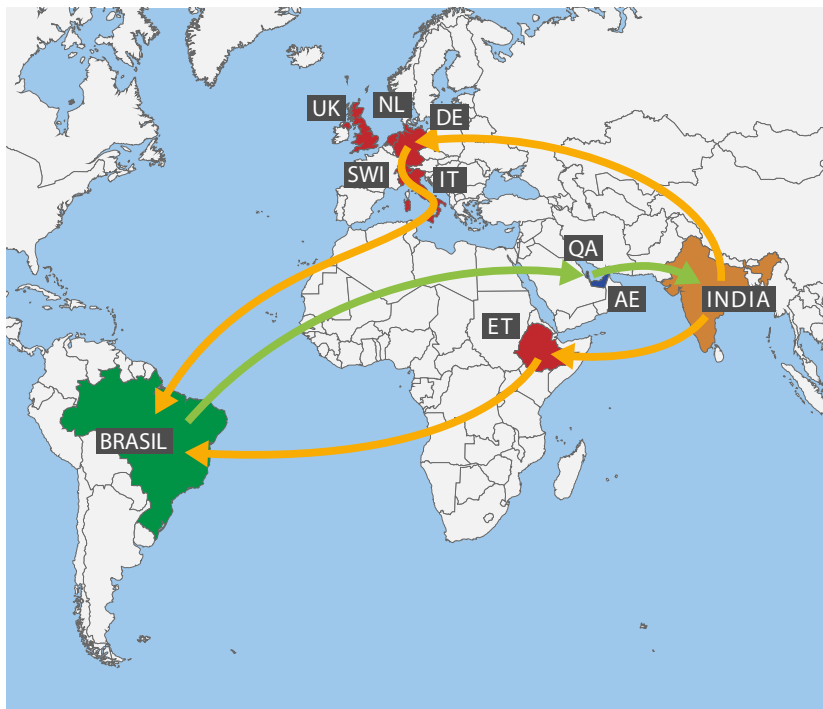 NL
UK
DE
SWI
IT
QA
AE
INDIA
ET
BRASIL